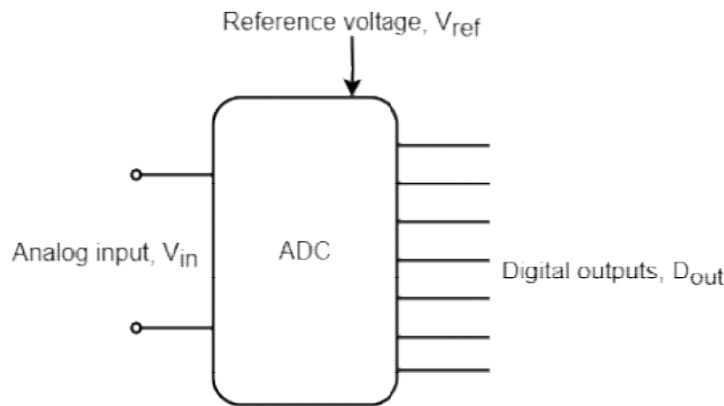 Reference voltage, Vref
Analog input, Vin
ADC
Digital outputs, Dout